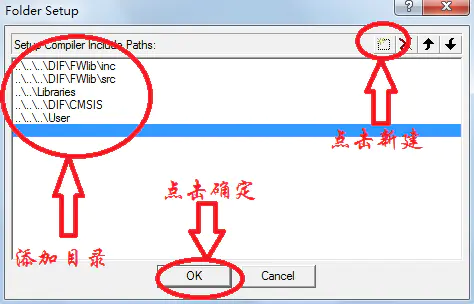 Folder Setup
Setup Compiler Include Paths:
..\..\..\DIF\FWlib\inc
..\..\..\DIF\FWlib\src
..\..\Libraries
..\..\..\DIF\CMSIS
..\..\..\User
点击新建
点击确定
添加目录
OK
Cancel